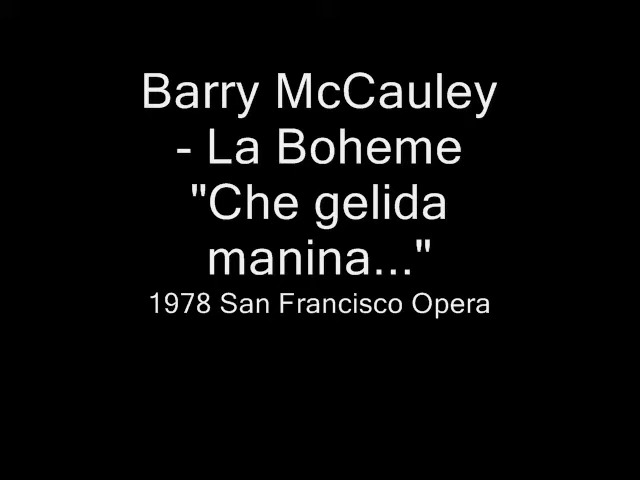 Barry McCauley
- La Boheme
"Che gelida
manina..."
1978 San Francisco Opera